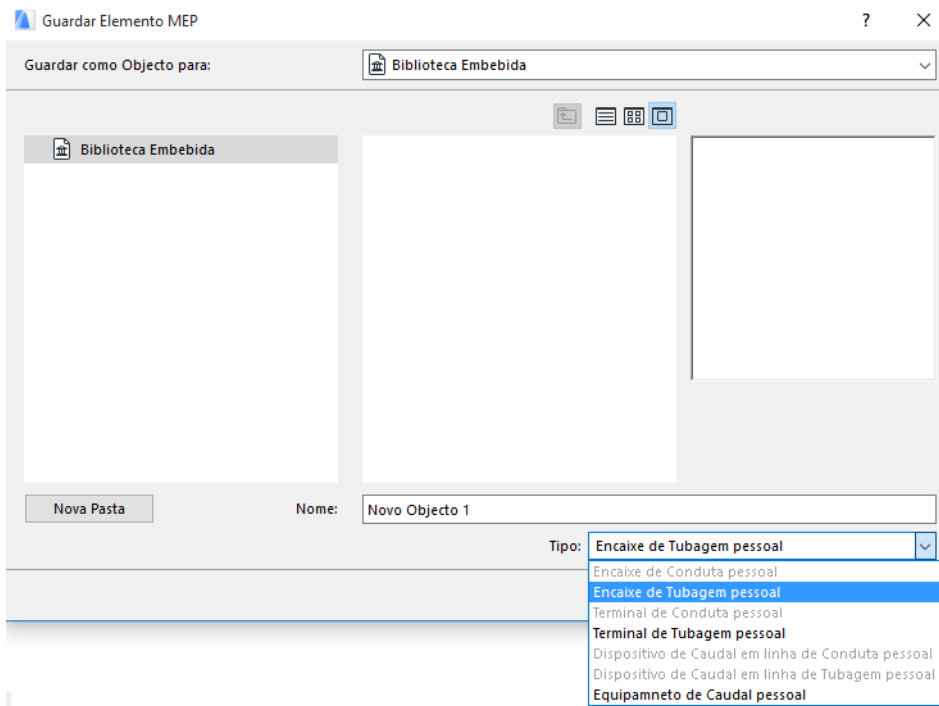 Guardar Elemento MEP
Guardar como Objecto para:
Biblioteca Embebida
Biblioteca Embebida
Nova Pasta
Nome:
Novo Objecto 1
Tipo:
Encaixe de Tubagem pessoal
Encaixe de Conduta pessoal
Encaixe de Tubagem pessoal
Terminal de Conduta pessoal
Terminal de Tubagem pessoal
Dispositivo de Caudal em linha de Conduta pessoal
Dispositivo de Caudal em linha de Tubagem pessoal
Equipamneto de Caudal pessoal